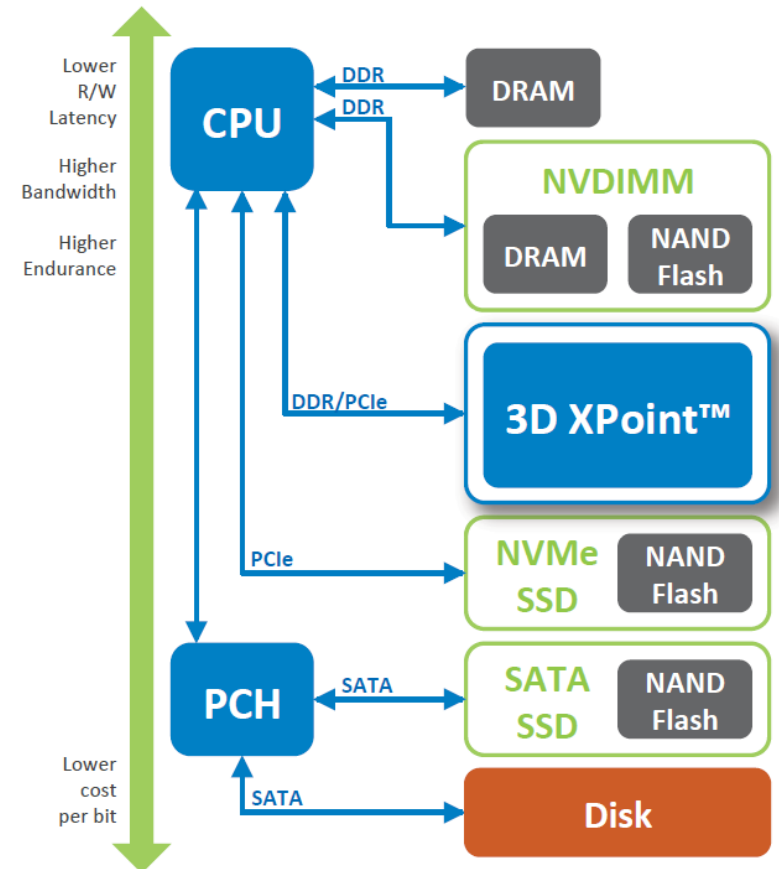 Lower
R/W
Latency
Higher
Bandwidth
Higher
Endurance
Lower
cost
per bit
CPU
DDR
DDR
DRAM
NVDIMM
DRAM
NAND
Flash
DDR/PCIe
3D XPoint™
PCIe
NVMe
SSD
NAND
Flash
PCH
SATA
SATA
SSD
NAND
Flash
SATA
Disk